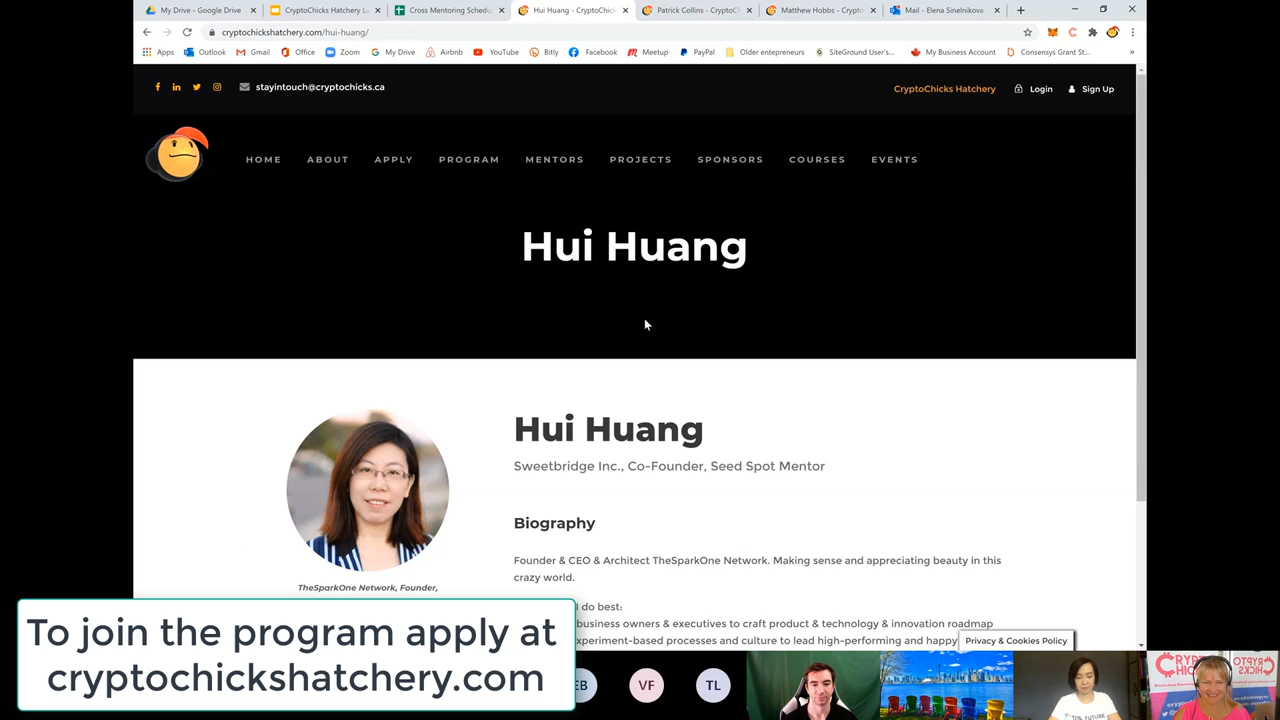 My Drive - Google Drive
CryptoChicks Hatchery L
Cross Mentoring Schedu
Hui Huang - CryptoChick
Patrick Collins - CryptoC
Matthew Hobbs - Crypto
Mail - Elena Sinelnikova
cryptochickshatchery.com/hui-huang/
Apps Outlook Gmail Office Zoom My Drive Airbnb YouTube Bitly Facebook Meetup PayPal Older entepreneurs SiteGround User's... My Business Account Consensys Grant St...
stayintouch@cryptochicks.ca
CryptoChicks Hatchery Login Sign Up
HOME ABOUT APPLY PROGRAM MENTORS PROJECTS SPONSORS COURSES EVENTS
Hui Huang
Hui Huang
Sweetbridge Inc., Co-Founder, Seed Spot Mentor
Biography
Founder & CEO & Architect TheSparkOne Network. Making sense and appreciating beauty in this
crazy world.
TheSparkOne Network, Founder,
I do best:
business owners & executives to craft product & technology & innovation roadmap
experiment-based processes and culture to lead high-performing and happy
Privacy & Cookies Policy
To join the program apply at
cryptochickshatchery.com
EB VF TL